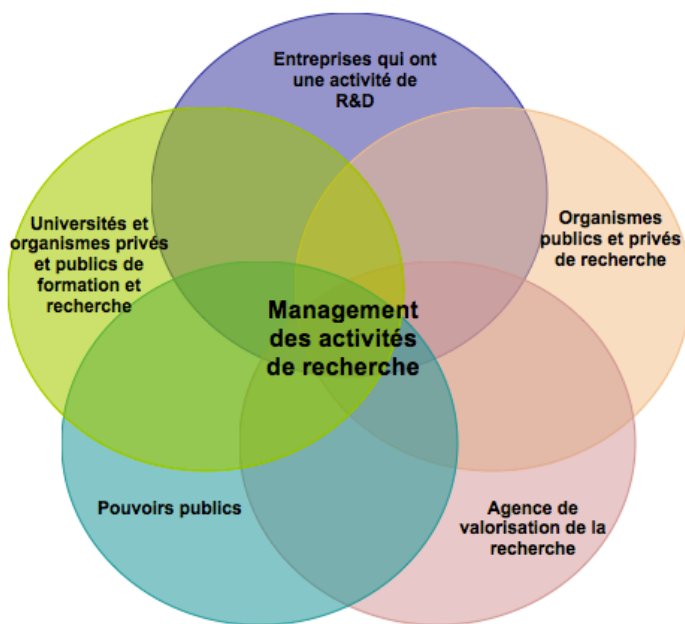 Entreprises qui ont
une activité de
R&D
Universités et
organismes privés
et publics de
formation et
recherche
Organismes
publics et privés
de recherche
Management
des activités
de recherche
Pouvoirs publics
Agence de
valorisation de la
recherche